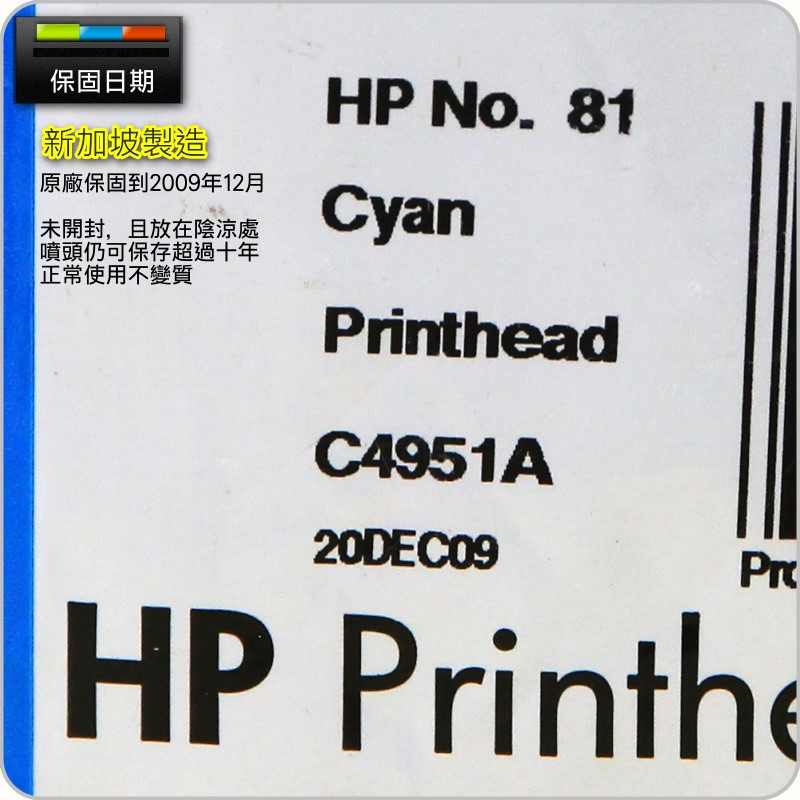 保固日期
新加坡製造
原廠保固到2009年12月
未開封，且放在陰涼處
噴頭仍可保存超過十年
正常使用不變質
HP No. 81
Cyan
Printhead
C4951A
20DEC09
Pro
HP Printhe